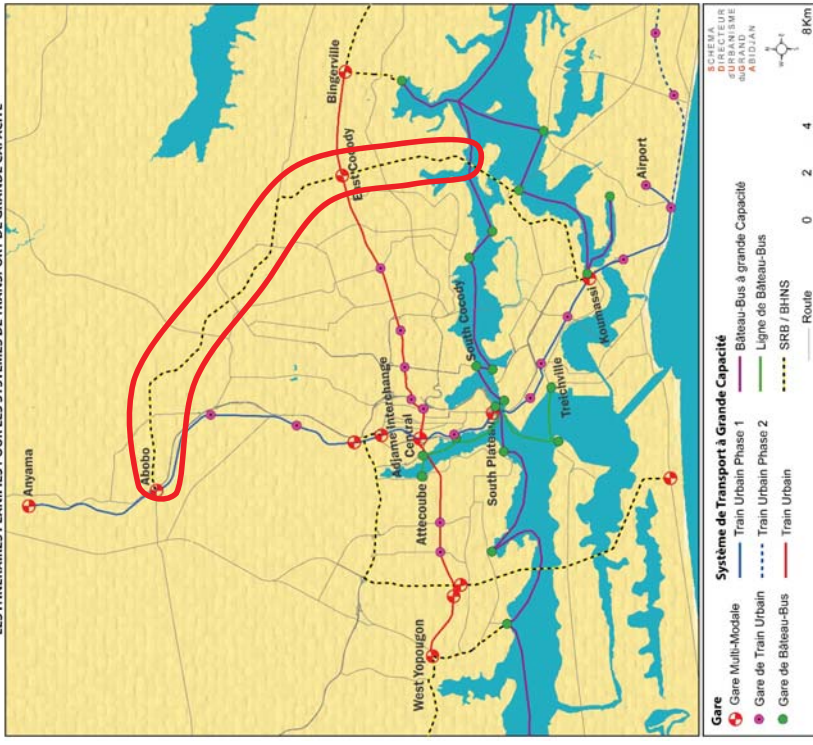 Anyama
Abobo
Bingerville
East Cocody
Adjame Interchange
Central
Attecoube
South Cocody
West Yopougon
South Plateau
Treichville
Koumassi
Airport
Gare
Gare Multi-Modale
Gare de Train Urbain
Gare de Bâteau-Bus
Système de Transport à Grande Capacité
Train Urbain Phase 1
Train Urbain Phase 2
Train Urbain
Bâteau-Bus à grande Capacité
Ligne de Bâteau-Bus
SRB / BHNS
Route
SCHEMA
DIRECTEUR
d'URBANISME
duGRAND
ABIDJAN
N
W
E
S
0 2 4 8Km